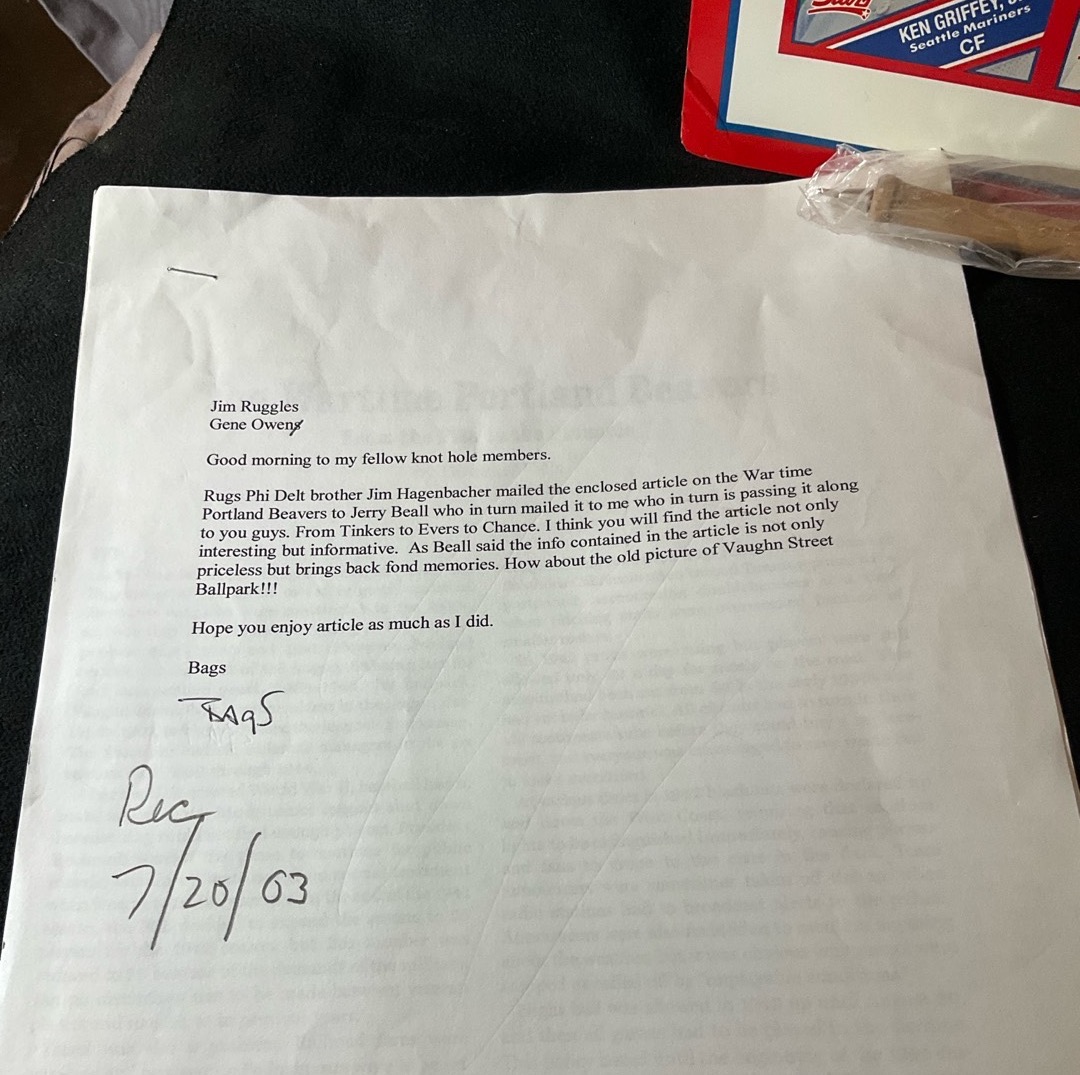 KEN GRIFFEY,
Seattle Mariners
CF
Jim Ruggles
Gene Owens
Good morning to my fellow knot hole members.
Rugs Phi Delt brother Jim Hagenbacher mailed the enclosed article on the War time
Portland Beavers to Jerry Beall who in turn mailed it to me who in turn is passing it along
to you guys. From Tinkers to Evers to Chance. I think you will find the article not only
interesting but informative.  As Beall said the info contained in the article is not only
priceless but brings back fond memories. How about the old picture of Vaughn Street
Ballpark!!!
Hope you enjoy article as much as I did.
Bags
BAgS
Rec
7/20/03